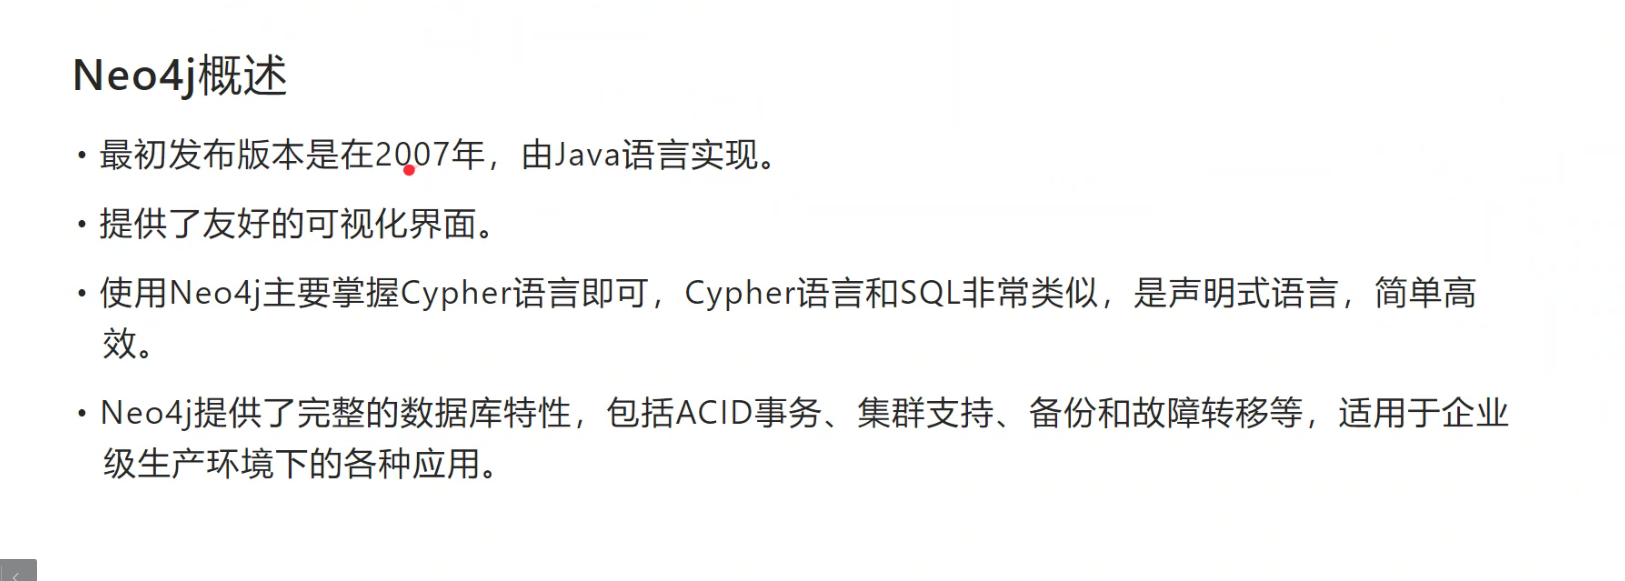 Neo4j概述
• 最初发布版本是在2007年，由Java语言实现。
• 提供了友好的可视化界面。
• 使用Neo4j主要掌握Cypher语言即可，Cypher语言和SQL非常类似，是声明式语言，简单高
效。
• Neo4j提供了完整的数据库特性，包括ACID事务、集群支持、备份和故障转移等，适用于企业
级生产环境下的各种应用。